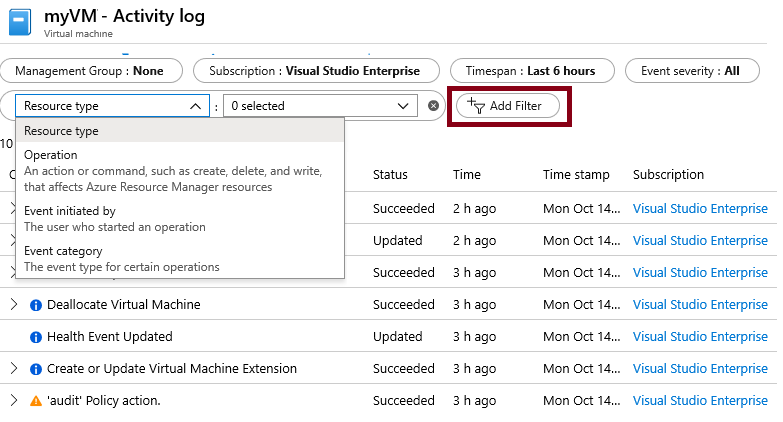 myVM - Activity log
Virtual machine
Management Group : None
Subscription : Visual Studio Enterprise
Timespan : Last 6 hours
Event severity : All
Resource type
:
0 selected
Add Filter
Resource type
Operation
An action or command, such as create, delete, and write,
that affects Azure Resource Manager resources
Event initiated by
The user who started an operation
Event category
The event type for certain operations
10
Status Time Time stamp Subscription
Succeeded 2 h ago Mon Oct 14... Visual Studio Enterprise
Updated 2 h ago Mon Oct 14... Visual Studio Enterprise
Succeeded 3 h ago Mon Oct 14... Visual Studio Enterprise
Deallocate Virtual Machine Succeeded 3 h ago Mon Oct 14... Visual Studio Enterprise
Health Event Updated Updated 3 h ago Mon Oct 14... Visual Studio Enterprise
Create or Update Virtual Machine Extension Succeeded 3 h ago Mon Oct 14... Visual Studio Enterprise
'audit' Policy action. Succeeded 3 h ago Mon Oct 14... Visual Studio Enterprise